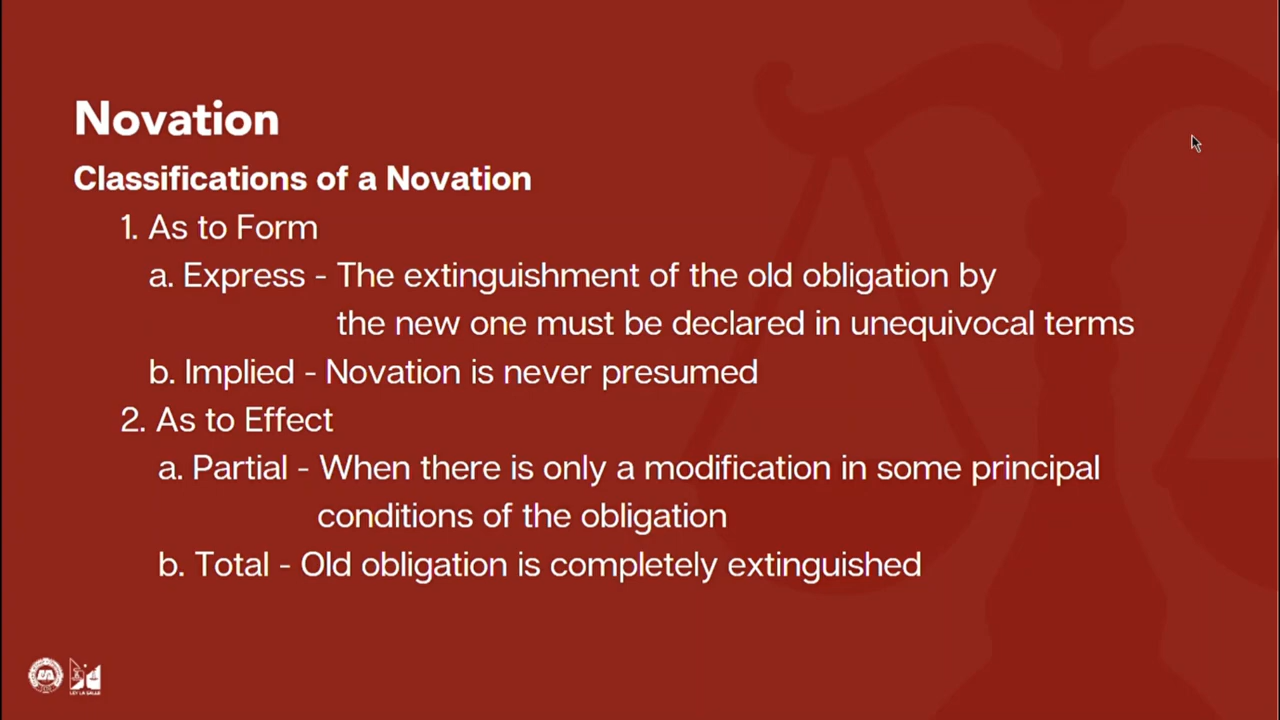 Novation
Classifications of a Novation
1. As to Form
a. Express - The extinguishment of the old obligation by
the new one must be declared in unequivocal terms
b. Implied - Novation is never presumed
2. As to Effect
a. Partial - When there is only a modification in some principal
conditions of the obligation
b. Total - Old obligation is completely extinguished